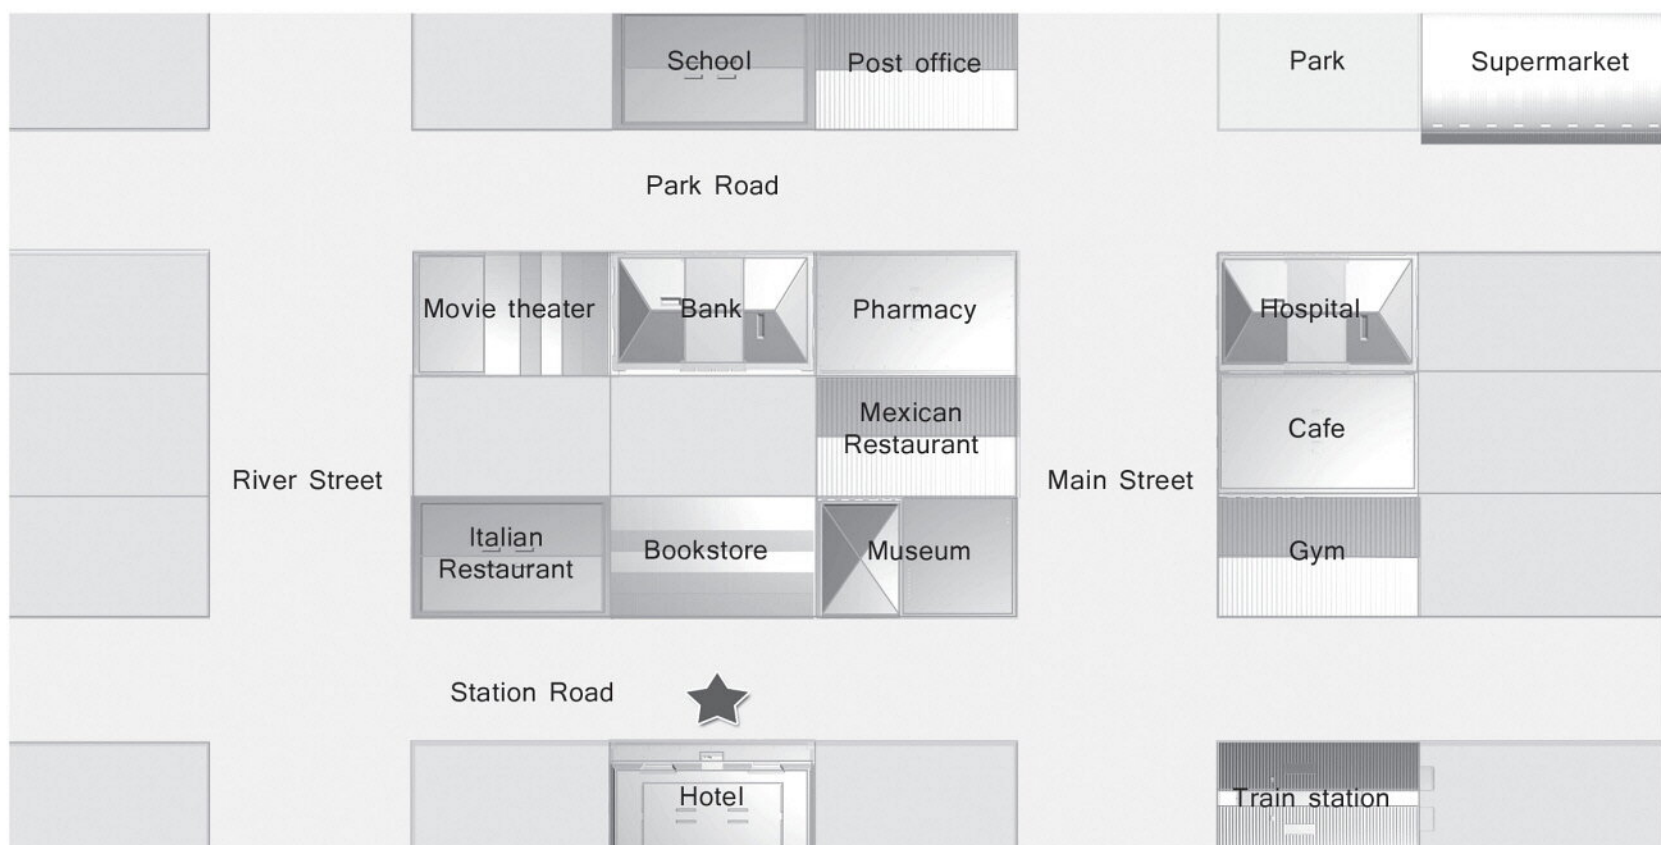 School
Post office
Park
Supermarket
Park Road
Movie theater
Bank
Pharmacy
Hospital
Mexican
Restaurant
Cafe
River Street
Main Street
Italian
Restaurant
Bookstore
Museum
Gym
Station Road
Hotel
Train station